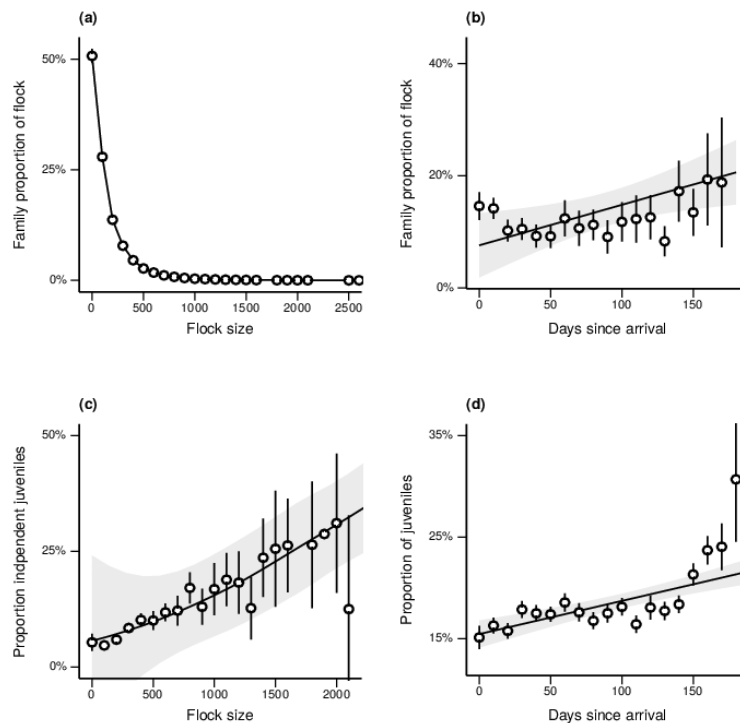 (a)
50%
25%
0%
Family proportion of flock
0 500 1000 1500 2000 2500
Flock size
(b)
40%
20%
0%
Family proportion of flock
0 50 100 150
Days since arrival
(c)
50%
25%
0%
Proportion independent juveniles
0 500 1000 1500 2000
Flock size
(d)
35%
25%
15%
Proportion of juveniles
0 50 100 150
Days since arrival